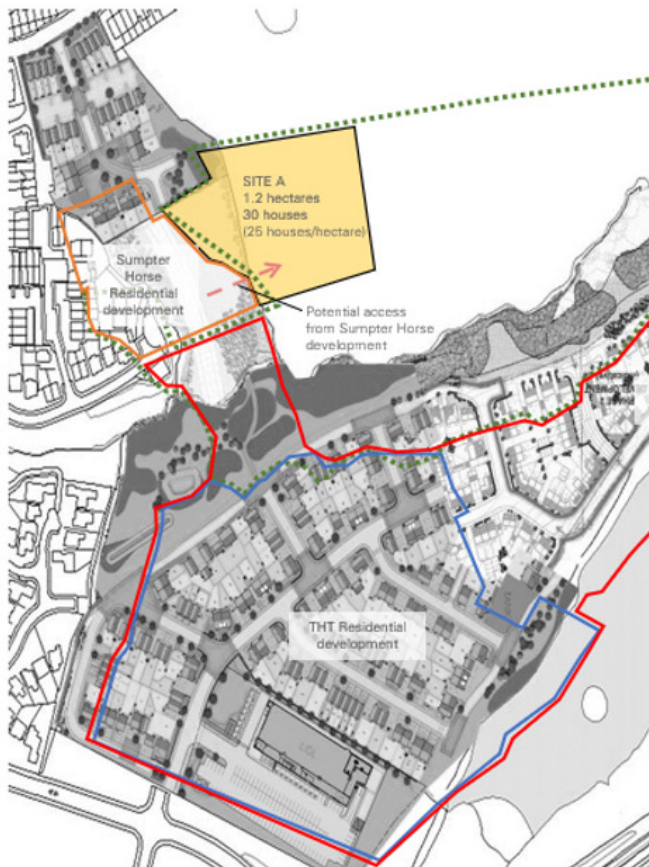 SITE A
1.2 hectares
30 houses
(25 houses/hectare)
Sumpter
Horse
Residential
development
Potential access
from Sumpter Horse
development
THT Residential
development
LIDL